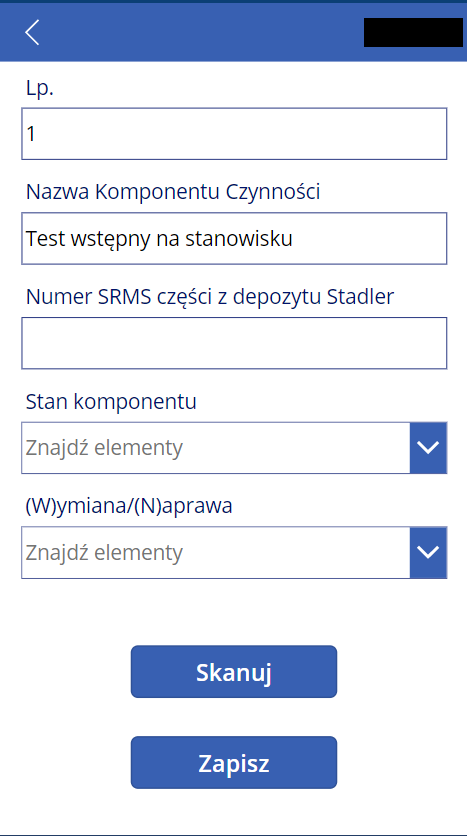 Lp.
1
Nazwa Komponentu Czynności
Test wstępny na stanowisku
Numer SRMS części z depozytu Stadler
Stan komponentu
Znajdź elementy
(W)ymiana/(N)aprawa
Znajdź elementy
Skanuj
Zapisz